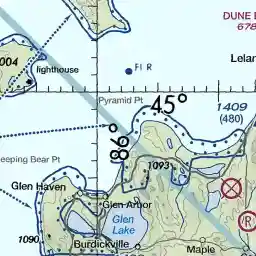 DUNE
678
004
lighthouse
Fl R
Lelan
Pyramid Pt
45°
1409
(480)
86°
eeping Bear Pt
1093
Glen Haven
Glen Arbor
Glen
Lake
1090
Burdickville
Maple